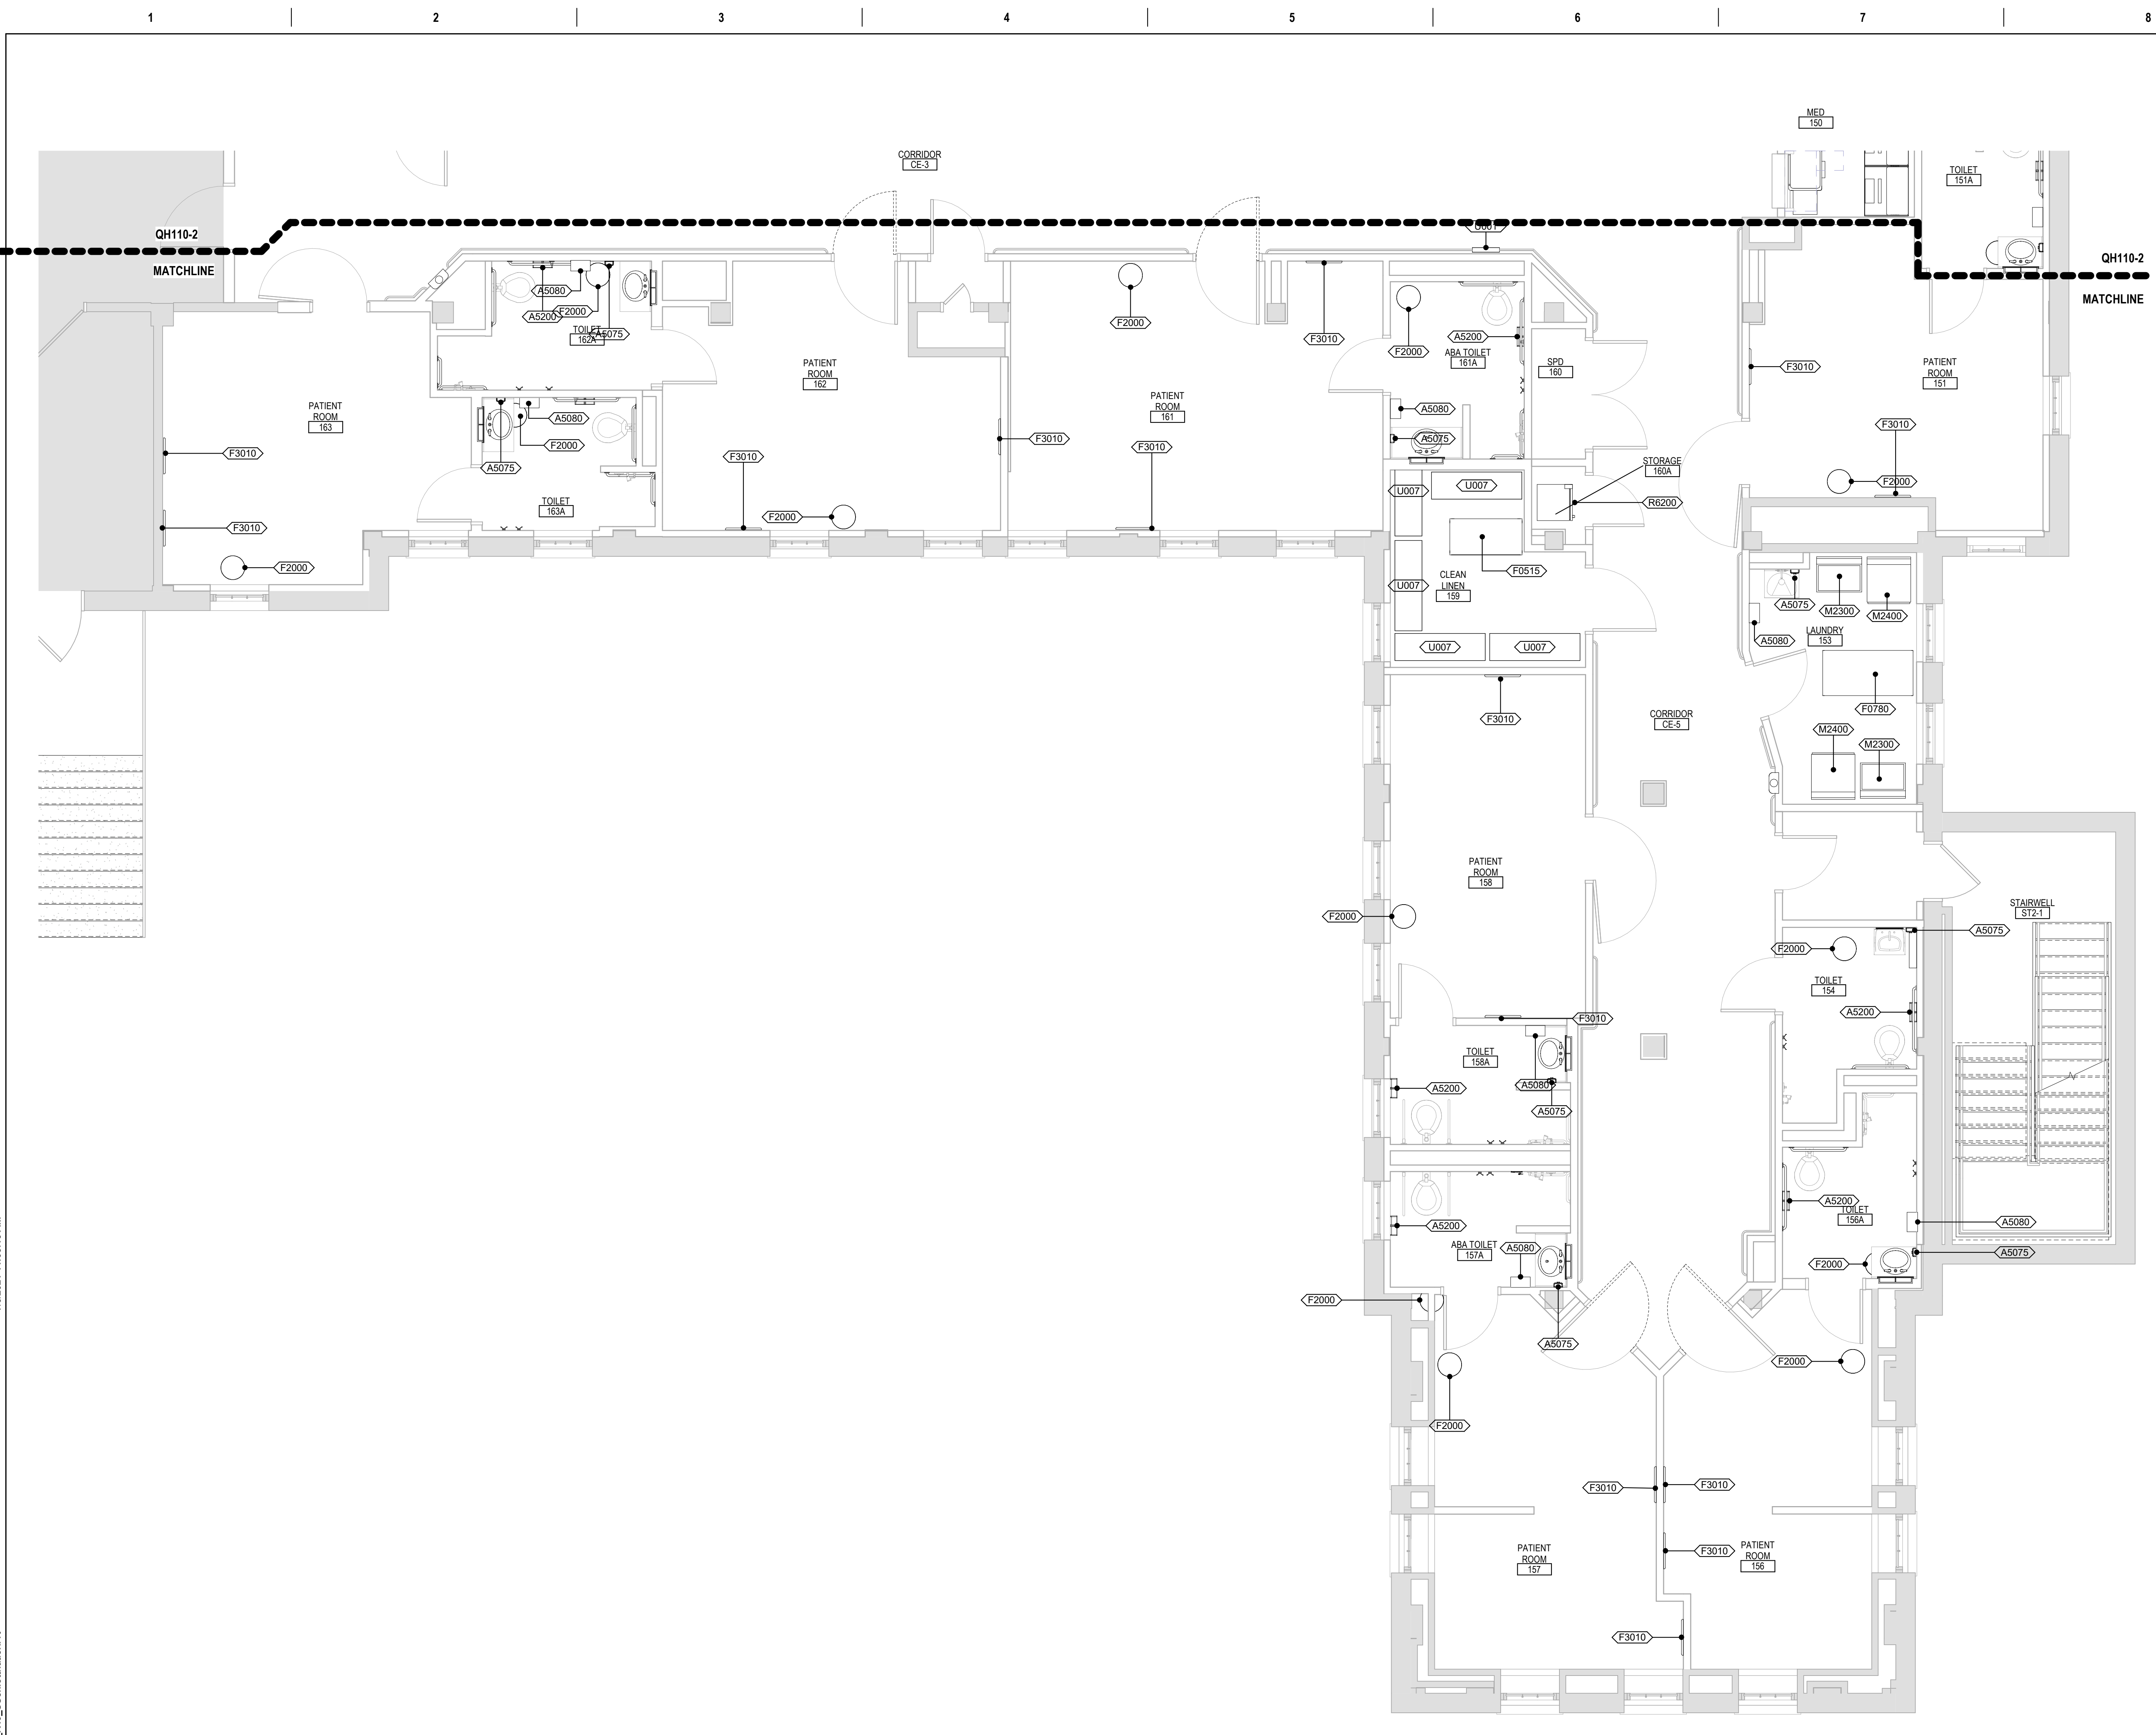 1
2
3
4
5
6
7
8
MED
150
CORRIDOR
CE-3
TOILET
151A
QH110-2
MATCHLINE
QH110-2
MATCHLINE
U001
A5080
A5200
F2000
A5075
TOILET
162A
F2000
F3010
F2000
A5200
ABA TOILET
161A
SPD
160
F3010
PATIENT
ROOM
151
PATIENT
ROOM
162
PATIENT
ROOM
163
PATIENT
ROOM
161
A5080
F2000
A5075
A5080
A5075
F3010
F3010
F3010
F3010
F3010
F3010
STORAGE
160A
R6200
F2000
U007
U007
TOILET
163A
F2000
F3010
F2000
F0515
CLEAN
LINEN
159
U007
U007
U007
A5075
M2300
M2400
A5080
LAUNDRY
153
F0780
F3010
CORRIDOR
CE-5
M2400
M2300
PATIENT
ROOM
158
F2000
STAIRWELL
ST2-1
A5075
F2000
TOILET
154
A5200
F3010
TOILET
158A
A5080
A5200
A5075
A5200
TOILET
156A
A5080
A5200
ABA TOILET
157A
A5080
A5075
F2000
F2000
A5075
F2000
F2000
F3010
F3010
F3010
PATIENT
ROOM
157
PATIENT
ROOM
156
F3010